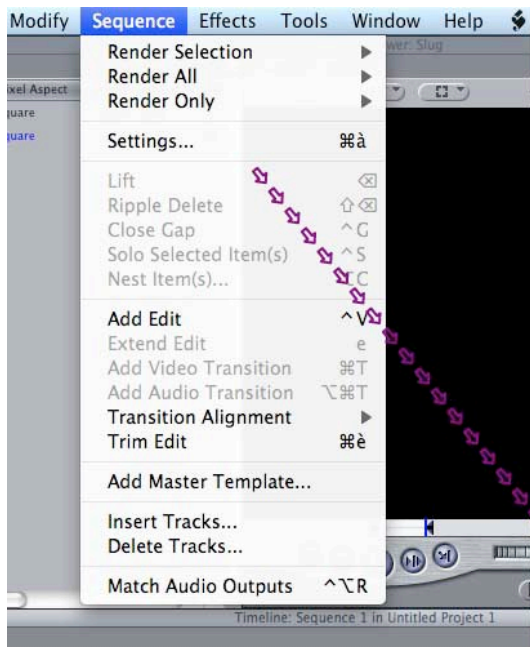 Modify Sequence Effects Tools Window Help
wer: Slug
Render Selection
Render All
Render Only
xel Aspect
quare
quare
Settings... ⌘à
Lift ⌫
Ripple Delete ⇧⌫
Close Gap ^G
Solo Selected Item(s) ^S
Nest Item(s)... C
Add Edit ^V
Extend Edit e
Add Video Transition ⌘T
Add Audio Transition ⌥⌘T
Transition Alignment
Trim Edit ⌘è
Add Master Template...
Insert Tracks...
Delete Tracks...
Match Audio Outputs ^⌥R
Timeline: Sequence 1 in Untitled Project 1